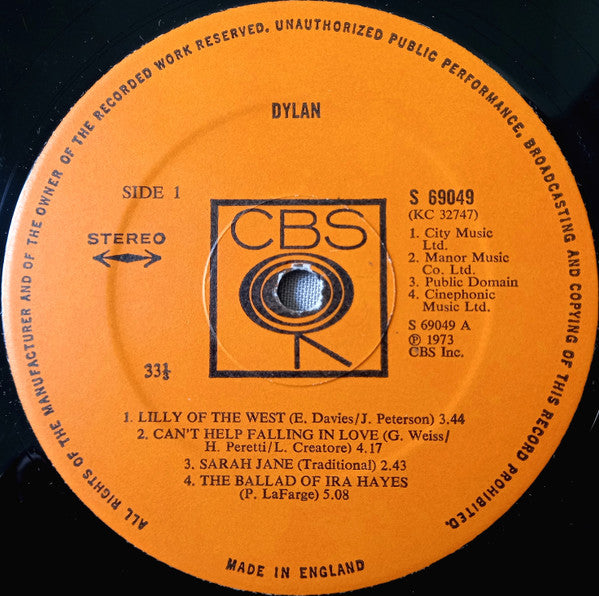 ALL RIGHTS OF THE MANUFACTURER AND OF THE OWNER OF THE RECORDED WORK RESERVED. UNAUTHORIZED PUBLIC PERFORMANCE, BROADCASTING AND COPYING OF THIS RECORD PROHIBITED.
DYLAN
SIDE 1
STEREO
33⅓
CBS
S 69049
(KC 32747)
1. City Music
Ltd.
2. Manor Music
Co. Ltd.
3. Public Domain
4. Cinephonic
Music Ltd.
S 69049 A
℗ 1973
CBS Inc.
1. LILLY OF THE WEST (E. Davies/J. Peterson) 3.44
2. CAN'T HELP FALLING IN LOVE (G. Weiss/
H. Peretti/L. Creatore) 4.17
3. SARAH JANE (Traditional) 2.43
4. THE BALLAD OF IRA HAYES
(P. LaFarge) 5.08
MADE IN ENGLAND